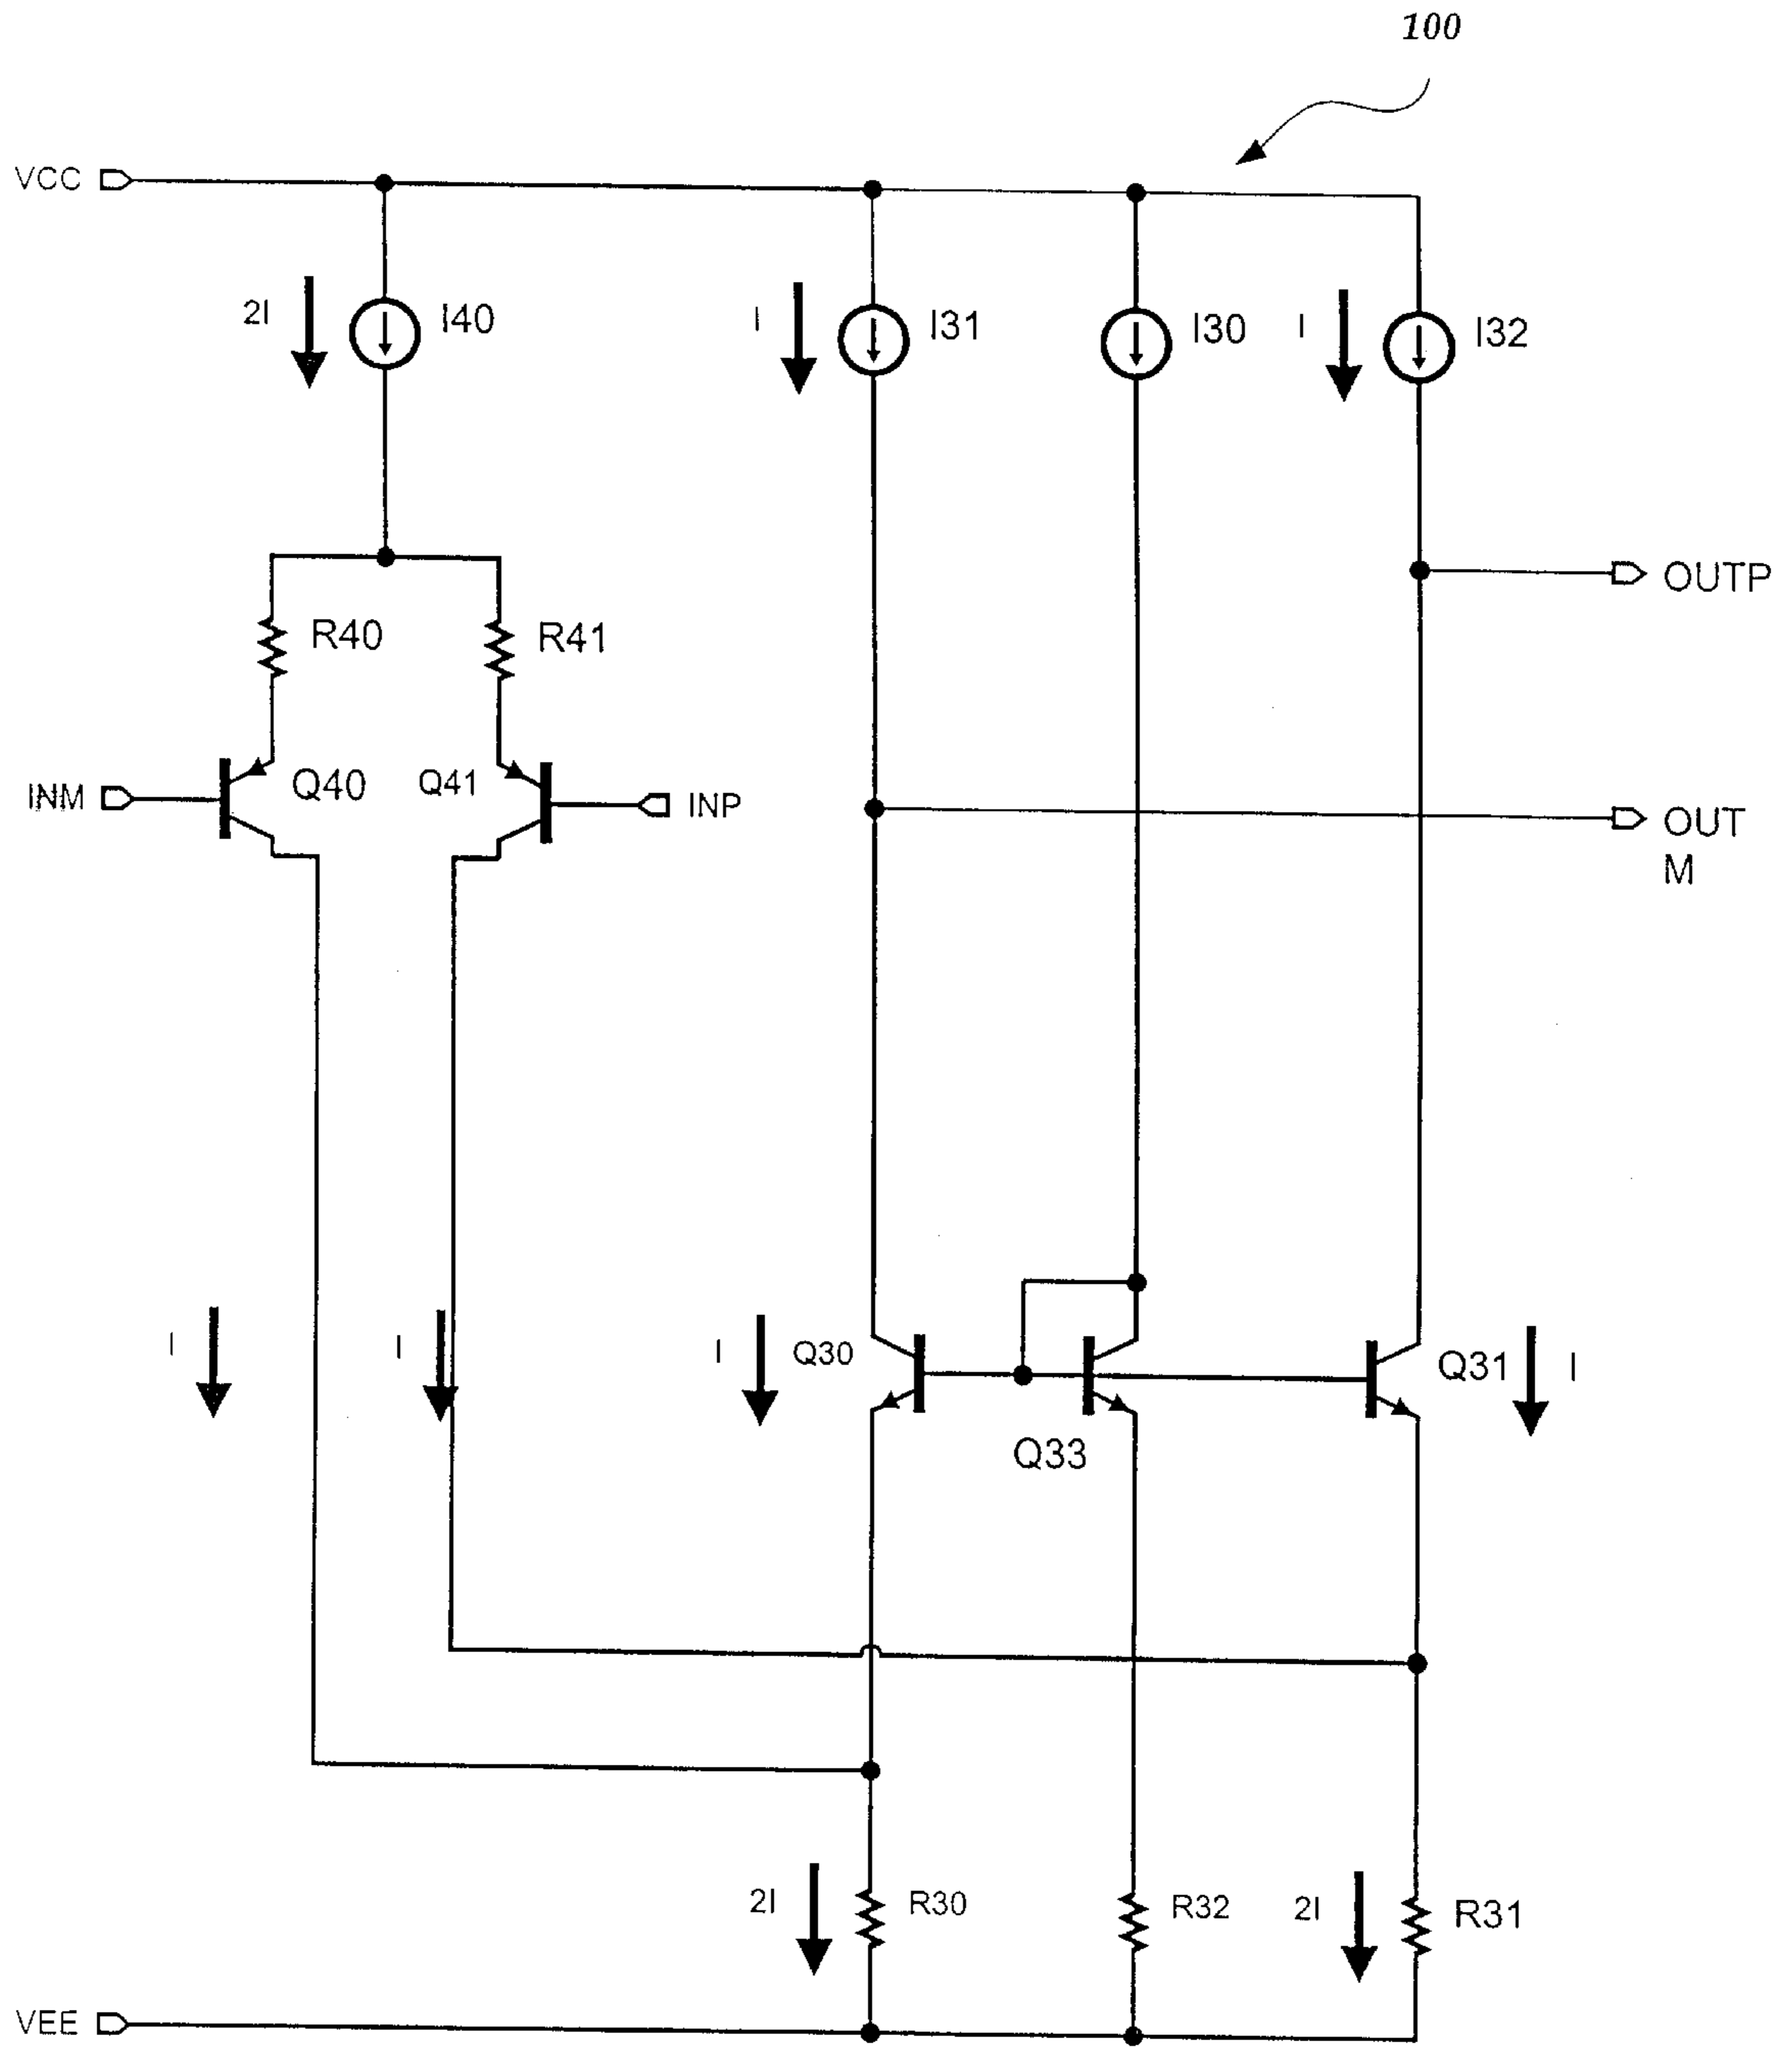 100
VCC
2I
I40
I
I31
I30
I
I32
OUTP
R40
R41
INM
Q40
Q41
INP
OUT
M
I
I
I
Q30
Q33
Q31
I
2I
R30
R32
2I
R31
VEE